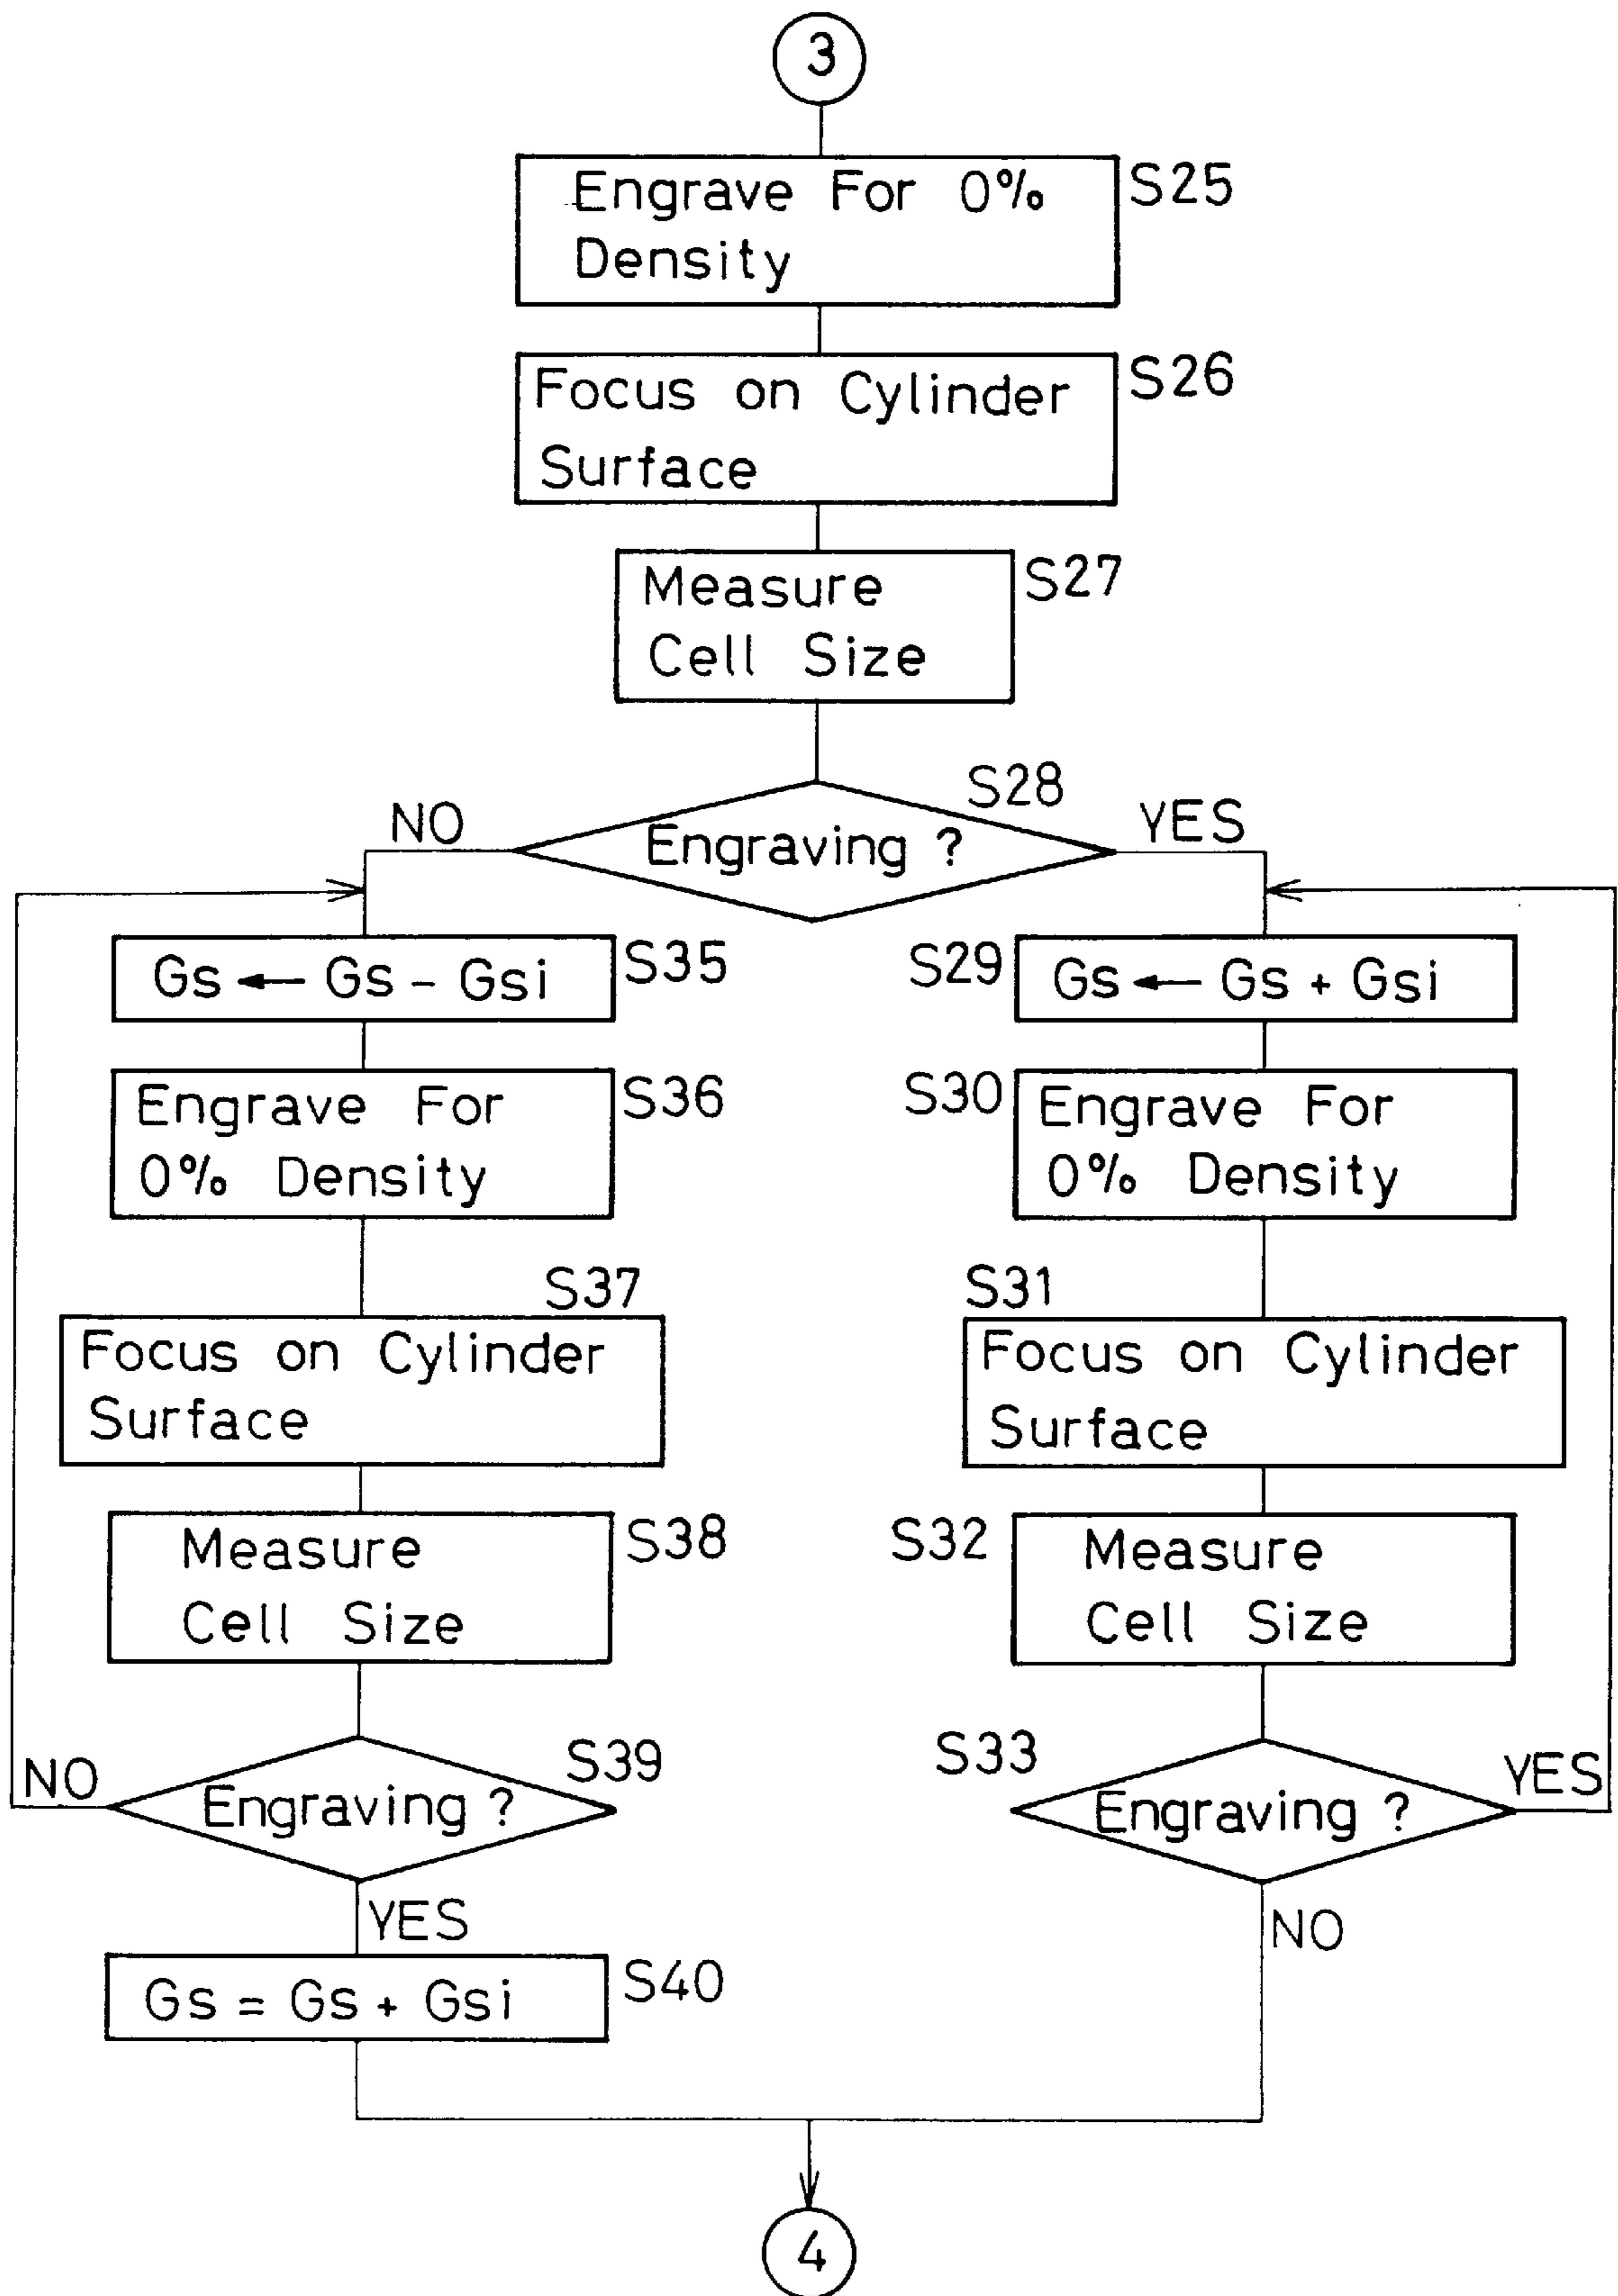 3
Engrave For 0%
Density
S25
Focus on Cylinder
Surface
S26
Measure
Cell Size
S27
S28
NO
Engraving ?
YES
Gs ← Gs - Gsi
S35
Engrave For
0% Density
S36
S37
Focus on Cylinder
Surface
Measure
Cell Size
S38
S39
NO
Engraving ?
YES
Gs = Gs + Gsi
S40
S29
Gs ← Gs + Gsi
S30
Engrave For
0% Density
S31
Focus on Cylinder
Surface
S32
Measure
Cell Size
S33
Engraving ?
YES
NO
4